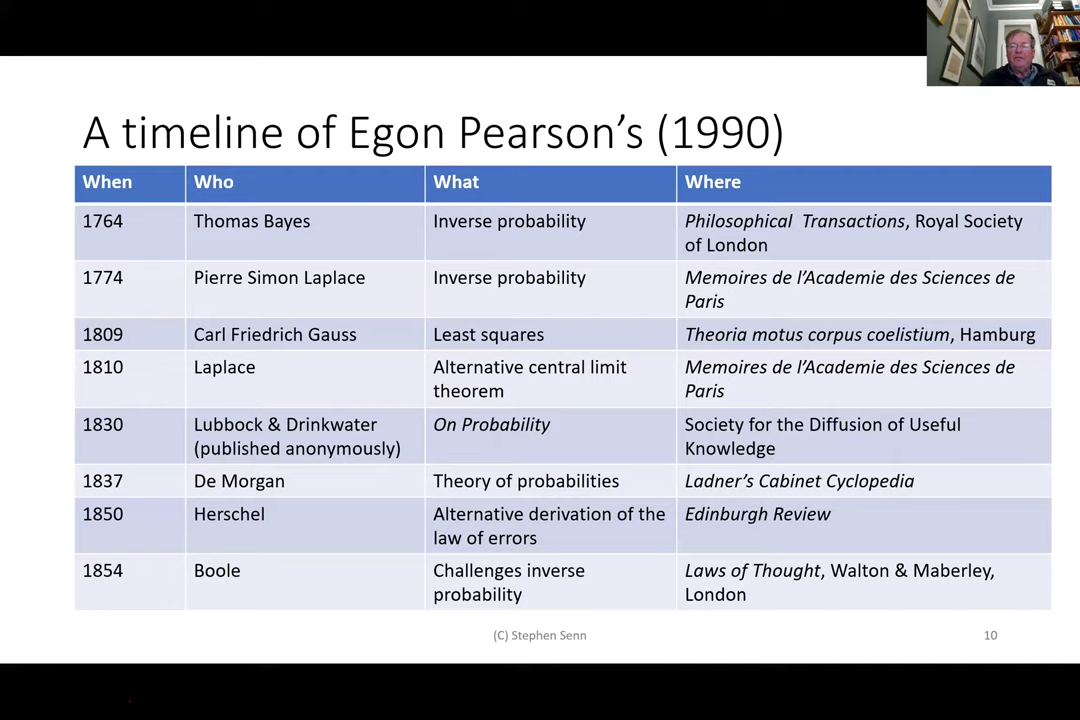 A timeline of Egon Pearson’s (1990)
When Who What Where
1764 Thomas Bayes Inverse probability Philosophical Transactions, Royal Society
of London
1774 Pierre Simon Laplace Inverse probability Memoires de l’Academie des Sciences de
Paris
1809 Carl Friedrich Gauss Least squares Theoria motus corpus coelistium, Hamburg
1810 Laplace Alternative central limit Memoires de l’Academie des Sciences de
theorem Paris
1830 Lubbock & Drinkwater On Probability Society for the Diffusion of Useful
(published anonymously) Knowledge
1837 De Morgan Theory of probabilities Ladner’s Cabinet Cyclopedia
1850 Herschel Alternative derivation of the Edinburgh Review
law of errors
1854 Boole Challenges inverse Laws of Thought, Walton & Maberley,
probability London
(C) Stephen Senn 10